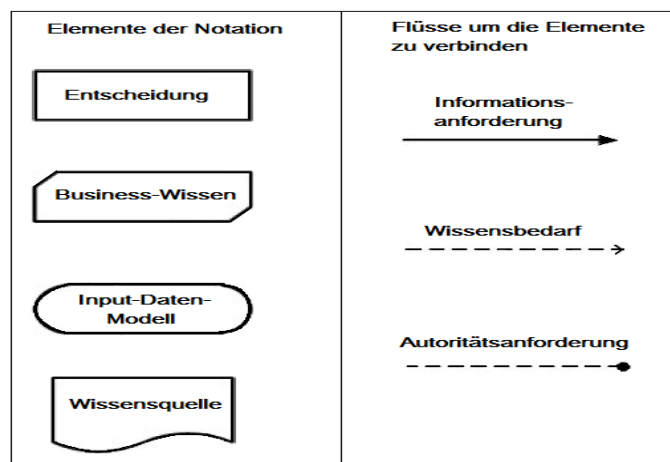 Elemente der Notation
Entscheidung
Business-Wissen
Input-Daten-
Modell
Wissensquelle
Flüsse um die Elemente
zu verbinden
Informations-
anforderung
Wissensbedarf
Autoritätsanforderung